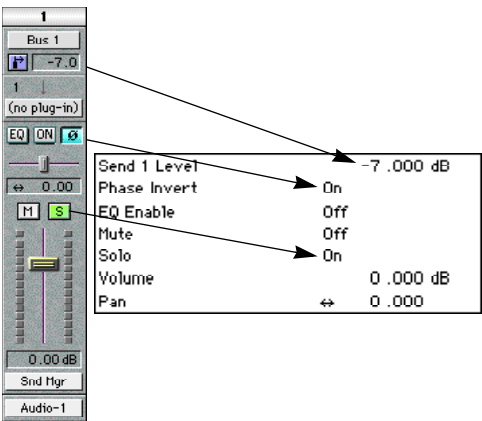 1
Bus 1
-7.0
1
(no plug-in)
EQ ON ø
↔ 0.00
M S
0.00 dB
Snd Mgr
Audio-1
Send 1 Level -7 .000 dB
Phase Invert On
EQ Enable Off
Mute Off
Solo On
Volume 0 .000 dB
Pan ↔ 0 .000